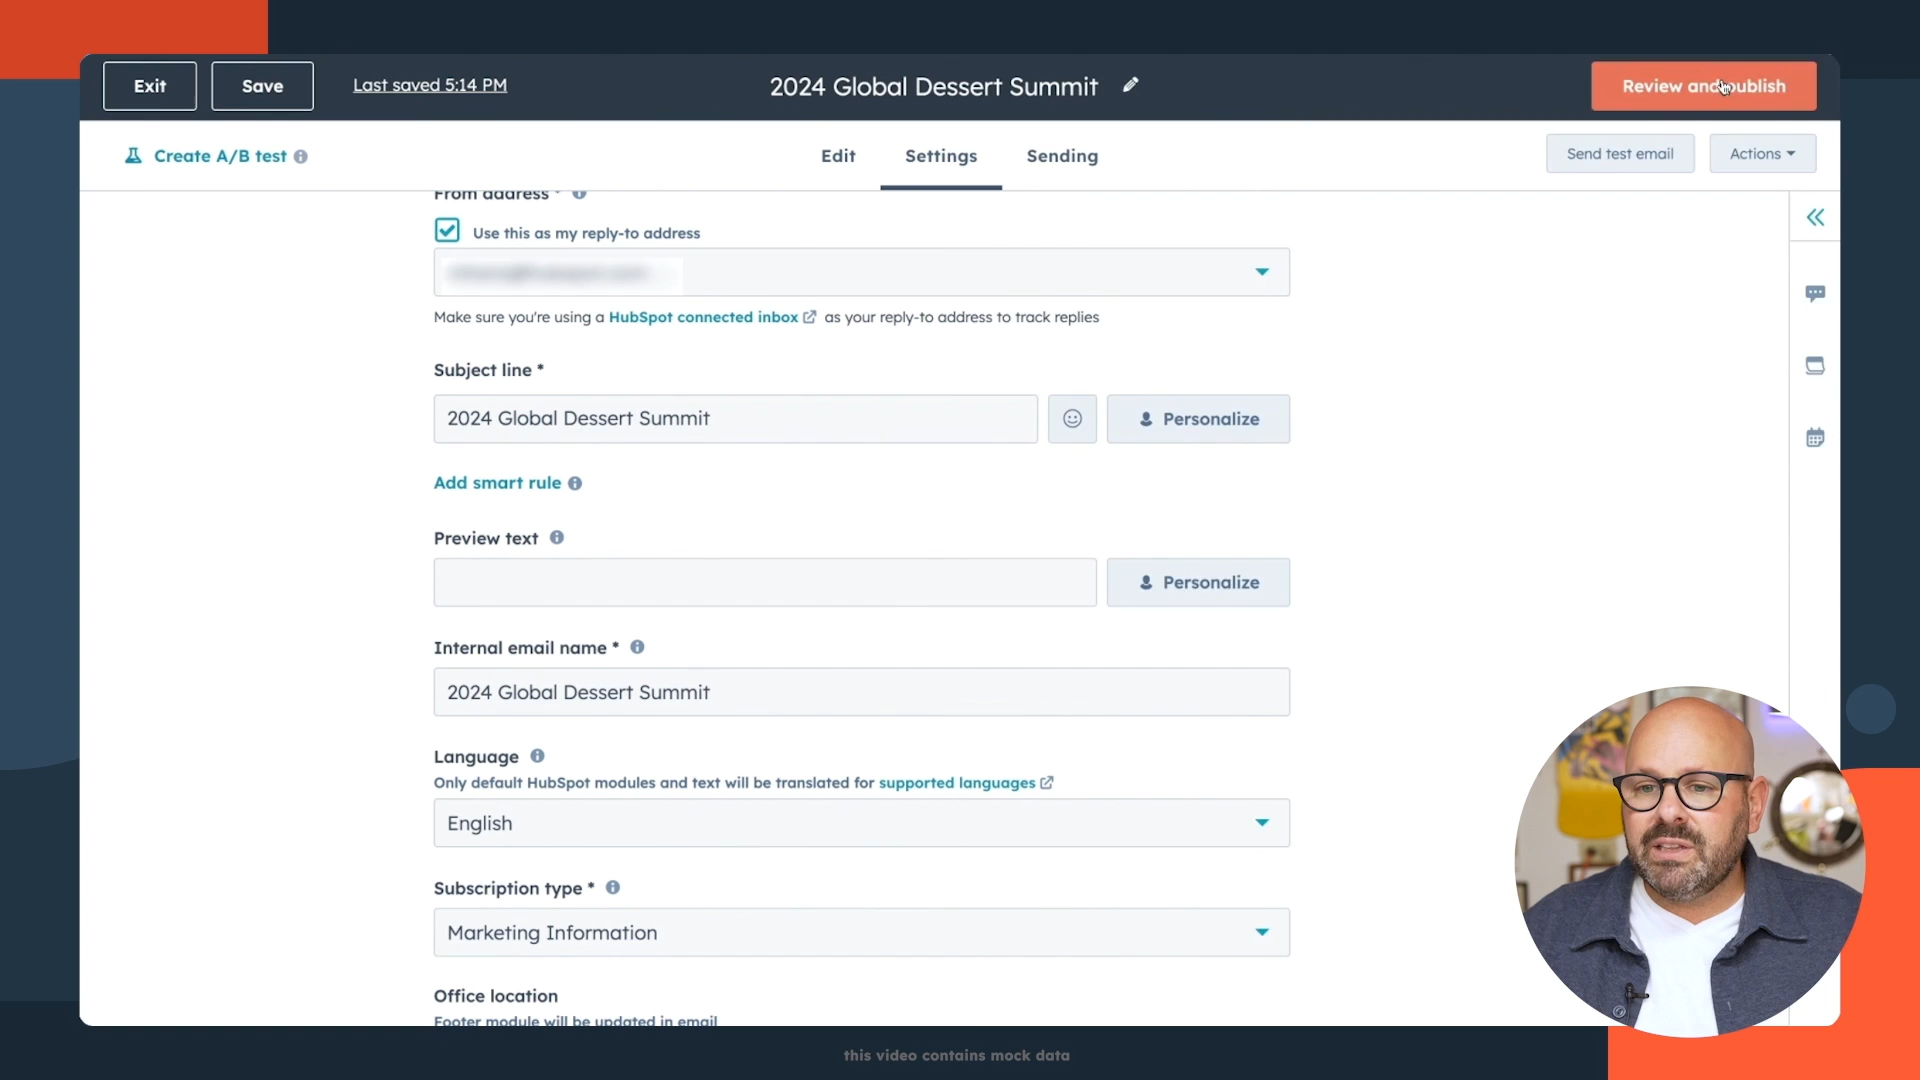 Exit
Save
Last saved 5:14 PM
2024 Global Dessert Summit
Review and publish
Create A/B test
Edit
Settings
Sending
Send test email
Actions
From address *
Use this as my reply-to address
Make sure you're using a HubSpot connected inbox as your reply-to address to track replies
Subject line *
2024 Global Dessert Summit
Personalize
Add smart rule
Preview text
Personalize
Internal email name *
2024 Global Dessert Summit
Language
Only default HubSpot modules and text will be translated for supported languages
English
Subscription type *
Marketing Information
Office location
Footer module will be updated in email
this video contains mock data